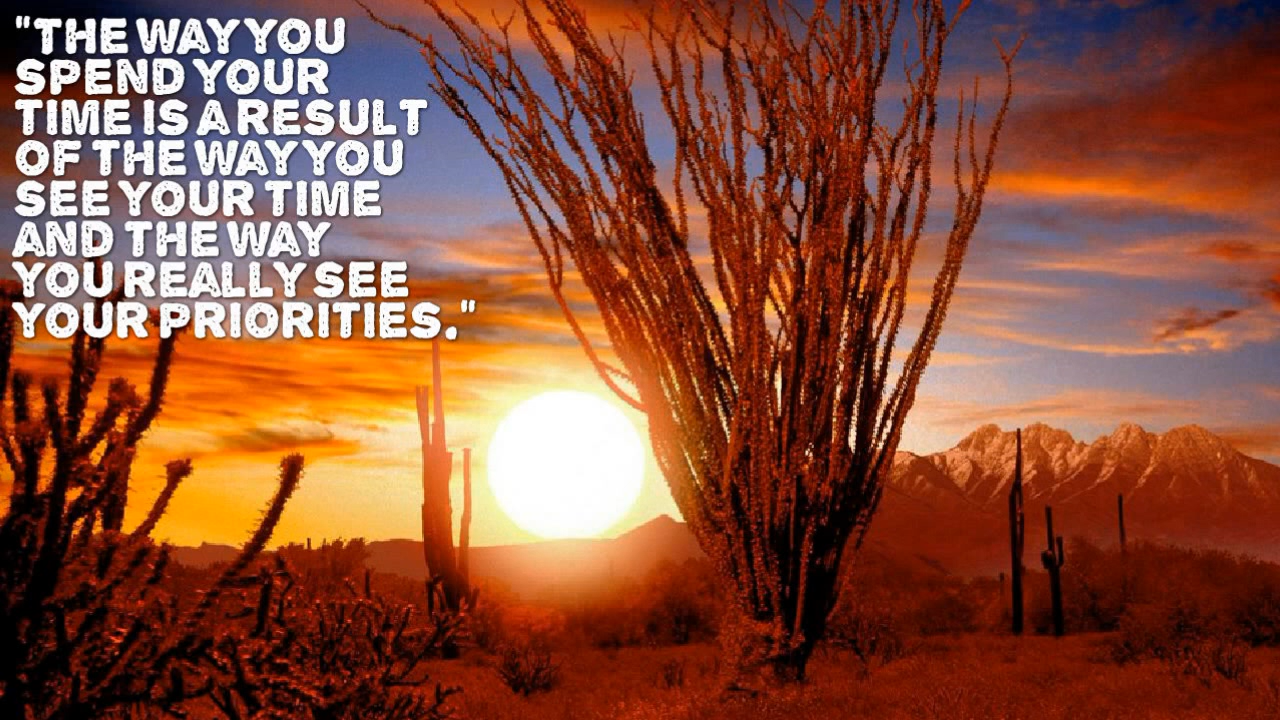 "THE WAY YOU
SPEND YOUR
TIME IS A RESULT
OF THE WAY YOU
SEE YOUR TIME
AND THE WAY
YOU REALLY SEE
YOUR PRIORITIES."